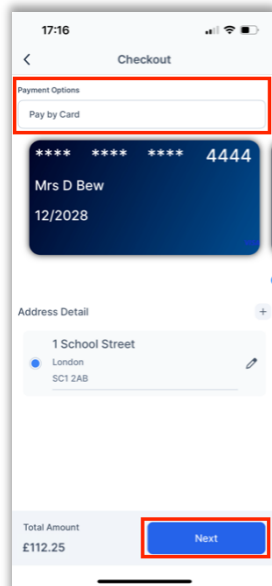 17:16
Checkout
Payment Options
Pay by Card
**** **** **** 4444
Mrs D Bew
12/2028
Address Detail
+
1 School Street
London
SC1 2AB
Total Amount
£112.25
Next